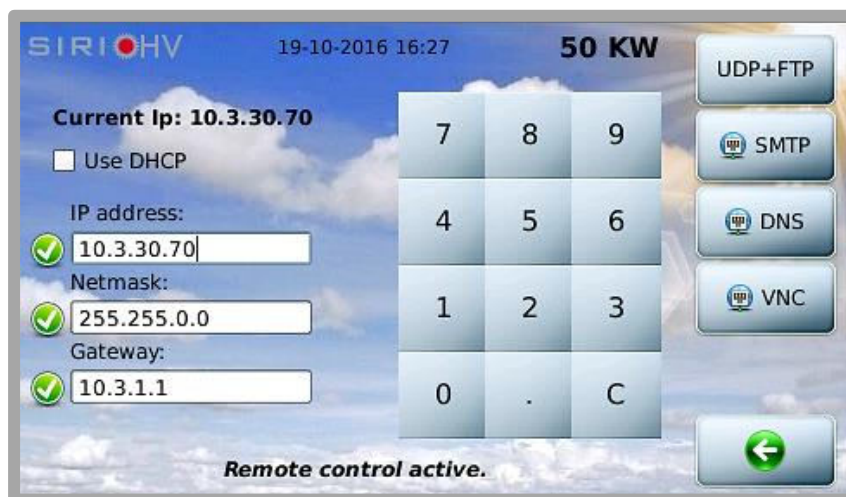 SIRI HV
19-10-2016 16:27
50 KW
Current Ip: 10.3.30.70
Use DHCP
IP address:
10.3.30.70
Netmask:
255.255.0.0
Gateway:
10.3.1.1
7 8 9
4 5 6
1 2 3
0 . C
UDP+FTP
SMTP
DNS
VNC
Remote control active.